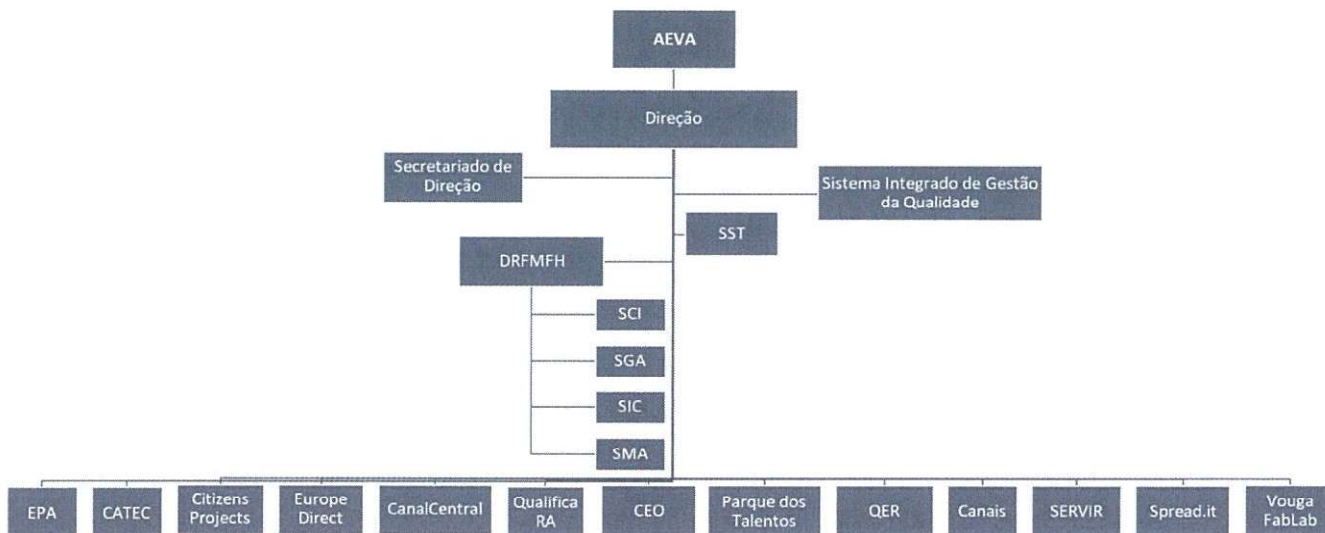 AEVA
Direção
Secretariado de
Direção
Sistema Integrado de Gestão
da Qualidade
SST
DRFMFH
SCI
SGA
SIC
SMA
EPA
CATEC
Citizens
Projects
Europe
Direct
CanalCentral
Qualifica
RA
CEO
Parque dos
Talentos
QER
Canais
SERVIR
Spread.it
Vouga
FabLab